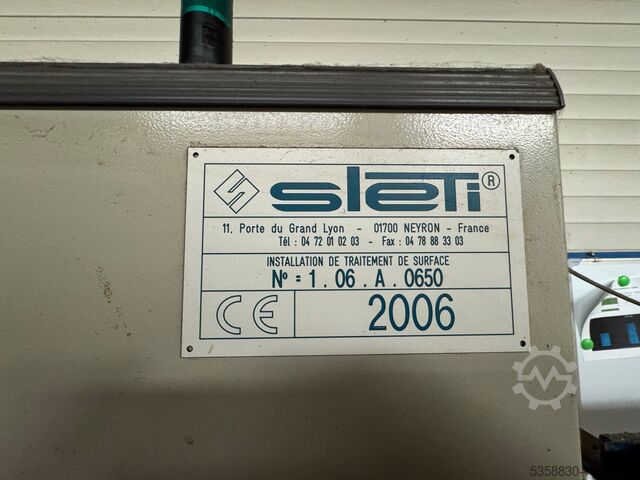 sleti ®
11. Porte du Grand Lyon - 01700 NEYRON - France
Tél : 04 72 01 02 03 - Fax : 04 78 88 33 03
INSTALLATION DE TRAITEMENT DE SURFACE
Nº = 1 . 06 . A . 0650
CE 2006
5358830